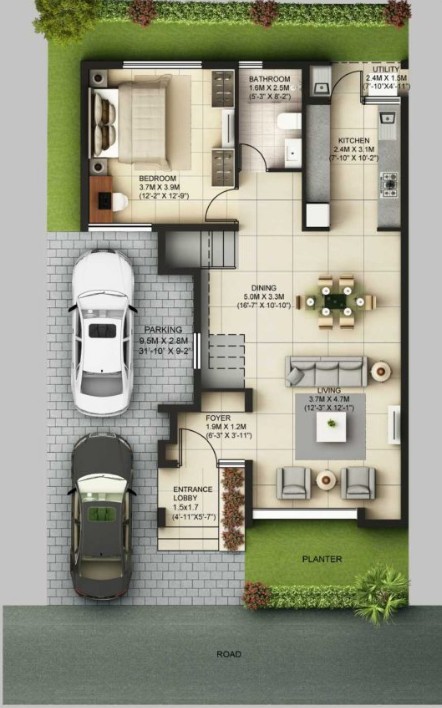 BATHROOM
1.6M X 2.5M
(5'-3" X 8'-2")
UTILITY
2.4M X 1.5M
(7'-10"X4'-11")
KITCHEN
2.4M X 3.1M
(7'-10" X 10'-2")
BEDROOM
3.7M X 3.9M
(12'-2" X 12'-9")
DINING
5.0M X 3.3M
(16'-7" X 10'-10")
PARKING
9.5M X 2.8M
31'-10" X 9-2"
LIVING
3.7M X 4.7M
(12'-3" X 12'-1")
FOYER
1.9M X 1.2M
(6'-3" X 3'-11")
ENTRANCE
LOBBY
1.5x1.7
(4'-11"X5'-7")
PLANTER
ROAD